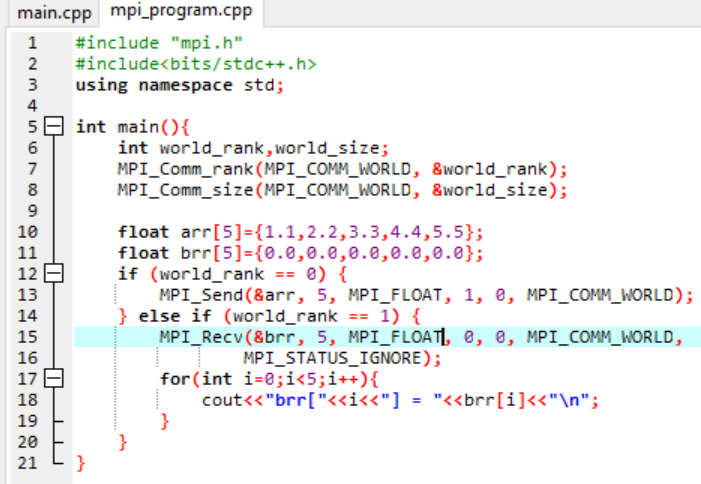 main.cpp mpi_program.cpp
1 #include "mpi.h"
2 #include<bits/stdc++.h>
3 using namespace std;
4
5 int main(){
6 int world_rank,world_size;
7 MPI_Comm_rank(MPI_COMM_WORLD, &world_rank);
8 MPI_Comm_size(MPI_COMM_WORLD, &world_size);
9
10 float arr[5]={1.1,2.2,3.3,4.4,5.5};
11 float brr[5]={0.0,0.0,0.0,0.0,0.0};
12 if (world_rank == 0) {
13 MPI_Send(&arr, 5, MPI_FLOAT, 1, 0, MPI_COMM_WORLD);
14 } else if (world_rank == 1) {
15 MPI_Recv(&brr, 5, MPI_FLOAT, 0, 0, MPI_COMM_WORLD,
16 MPI_STATUS_IGNORE);
17 for(int i=0;i<5;i++){
18 cout<<"brr["<<i<<"] = "<<brr[i]<<"\n";
19 }
20 }
21 }